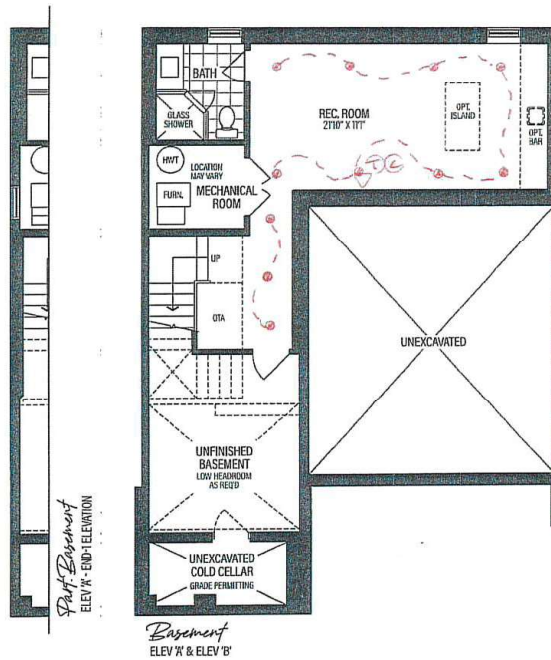 BATH
GLASS
SHOWER
REC. ROOM
21'10" X 11'1"
OPT.
ISLAND
OPT.
BAR
HWT
LOCATION
MAY VARY
MECHANICAL
ROOM
FURN.
UP
OTA
UNEXCAVATED
UNFINISHED
BASEMENT
LOW HEADROOM
AS REQ'D
UNEXCAVATED
COLD CELLAR
GRADE PERMITTING
Part. Basement
ELEV 'A' - END-1 ELEVATION
Basement
ELEV 'A' & ELEV 'B'